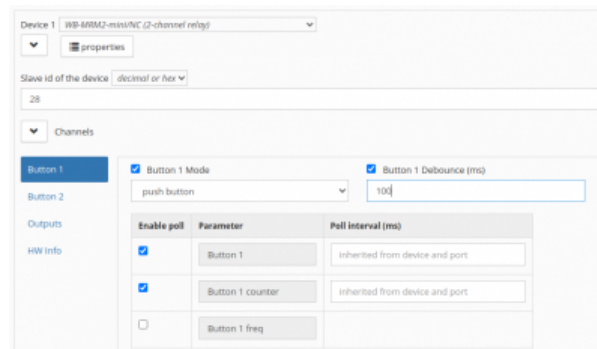 Device 1 WB-MRM2-mini/NC (2-channel relay)
properties
Slave id of the device decimal or hex
28
Channels
Button 1
Button 2
Outputs
HW Info
Button 1 Mode
push button
Button 1 Debounce (ms)
100
Enable poll Parameter Poll interval (ms)
Button 1 Inherited from device and port
Button 1 counter Inherited from device and port
Button 1 freq